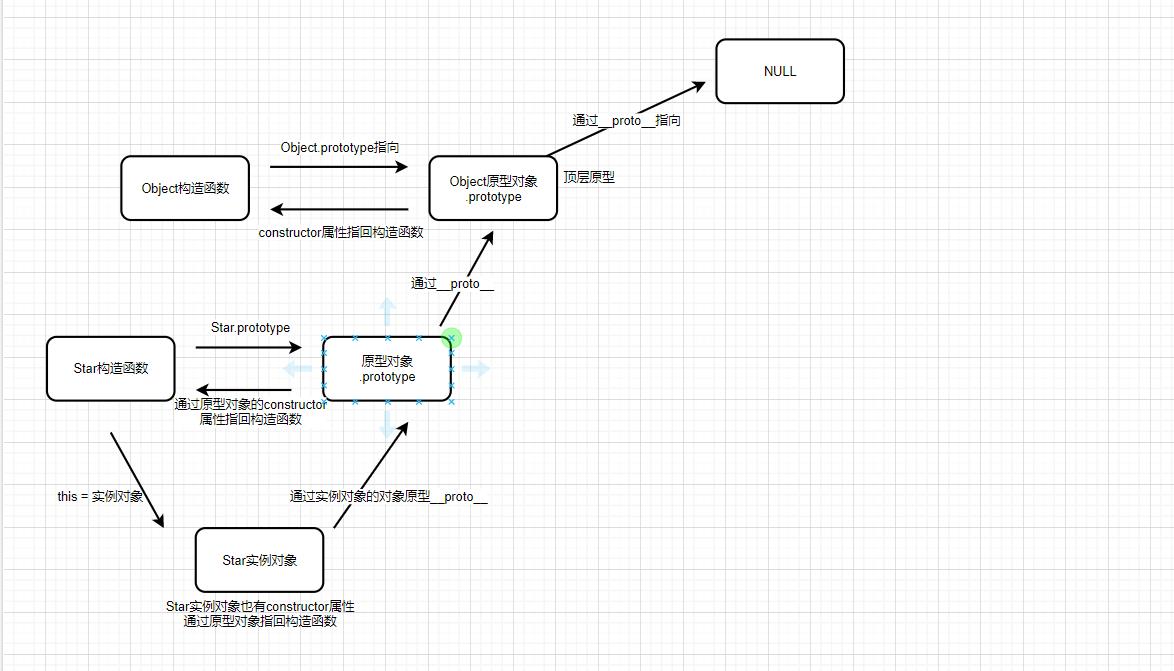 NULL
通过__proto__指向
Object.prototype指向
Object构造函数
Object原型对象
.prototype
顶层原型
constructor属性指回构造函数
通过__proto__
Star.prototype
Star构造函数
原型对象
.prototype
通过原型对象的constructor
属性指回构造函数
this = 实例对象
通过实例对象的对象原型__proto__
Star实例对象
Star实例对象也有constructor属性
通过原型对象指回构造函数